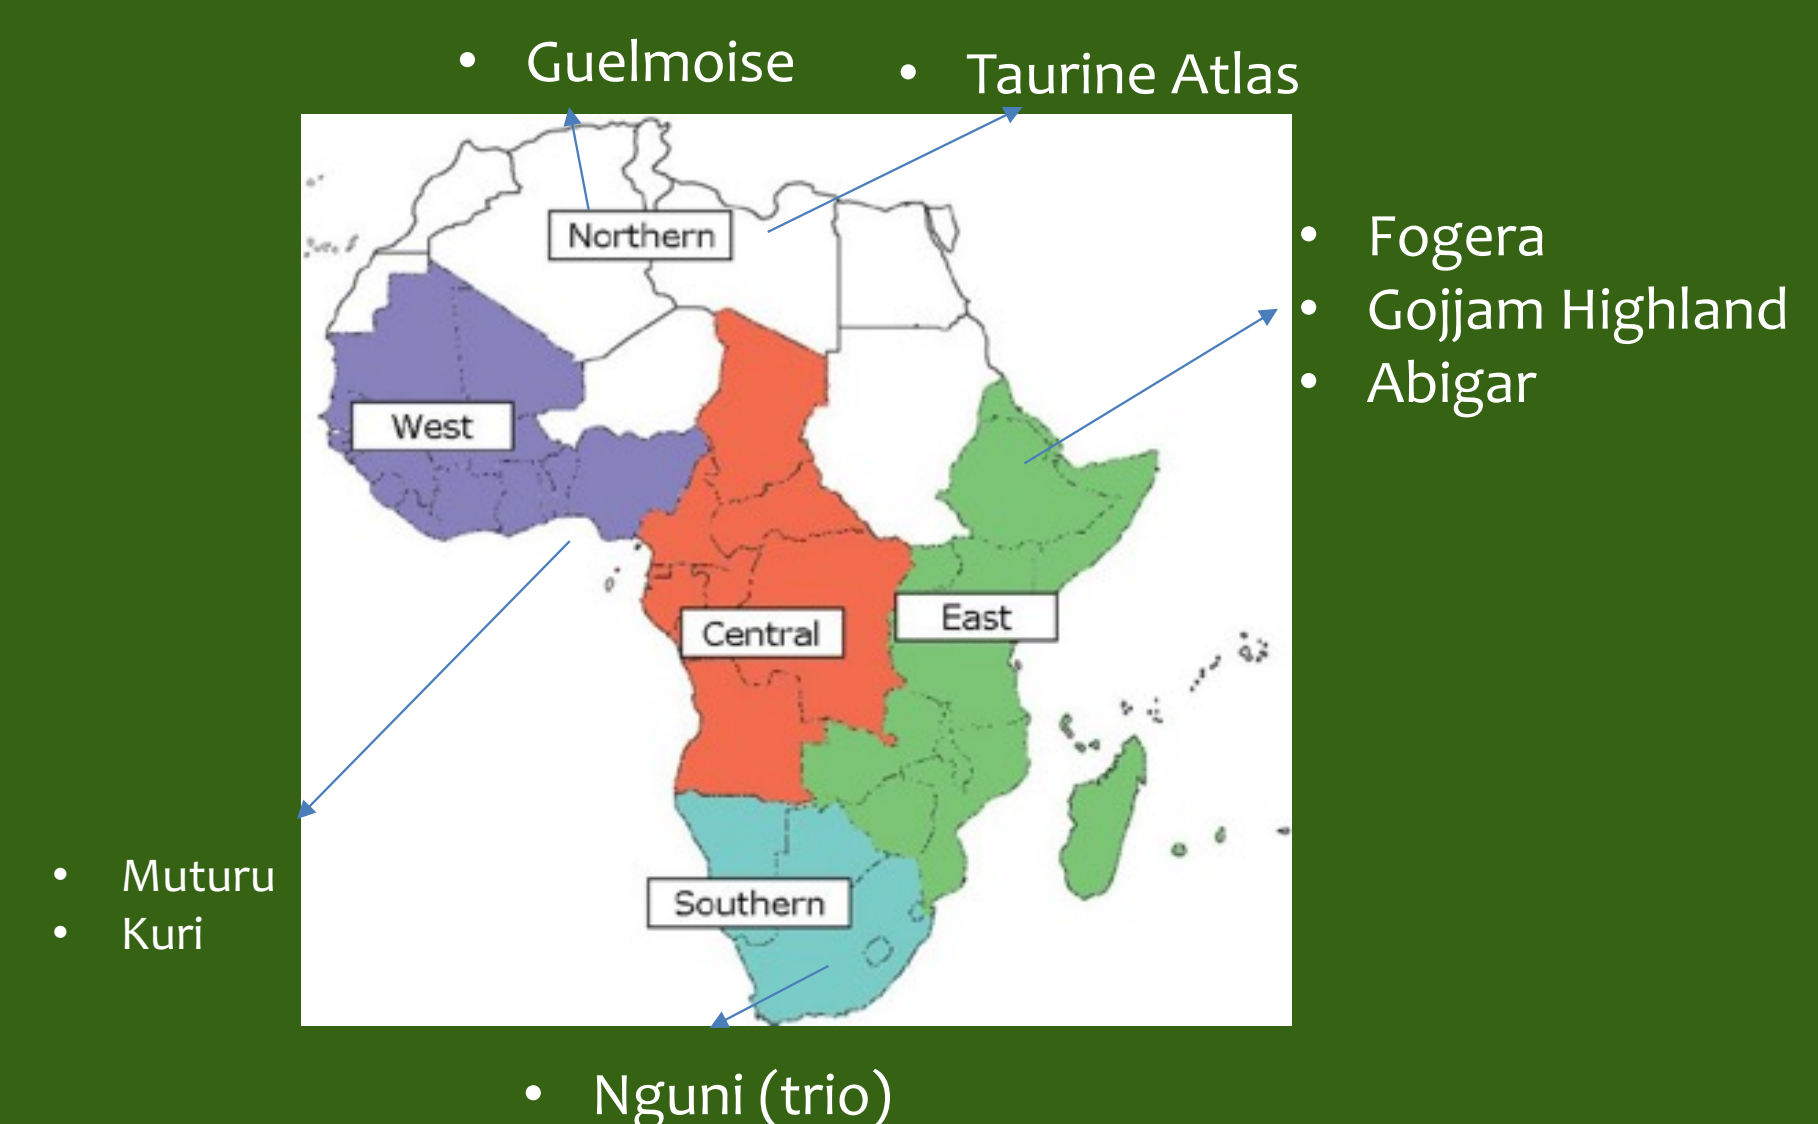 • Guelmoise
• Taurine Atlas
Northern
• Fogera
• Gojjam Highland
• Abigar
West
East
Central
• Muturu
• Kuri
Southern
• Nguni (trio)